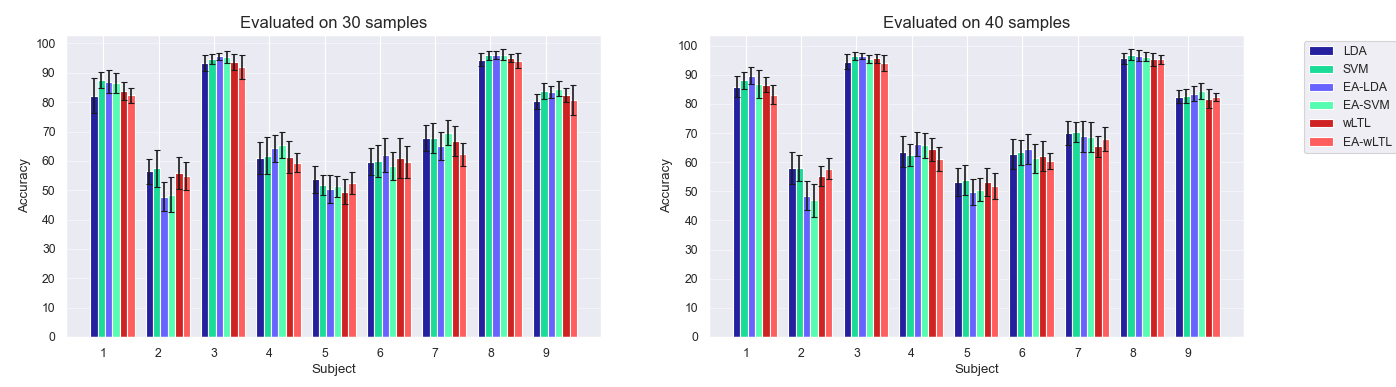 Evaluated on 30 samples
100
90
80
70
60
50
40
30
20
10
0
Accuracy
1 2 3 4 5 6 7 8 9
Subject
Evaluated on 40 samples
100
90
80
70
60
50
40
30
20
10
0
Accuracy
1 2 3 4 5 6 7 8 9
Subject
LDA
SVM
EA-LDA
EA-SVM
wLTL
EA-wLTL